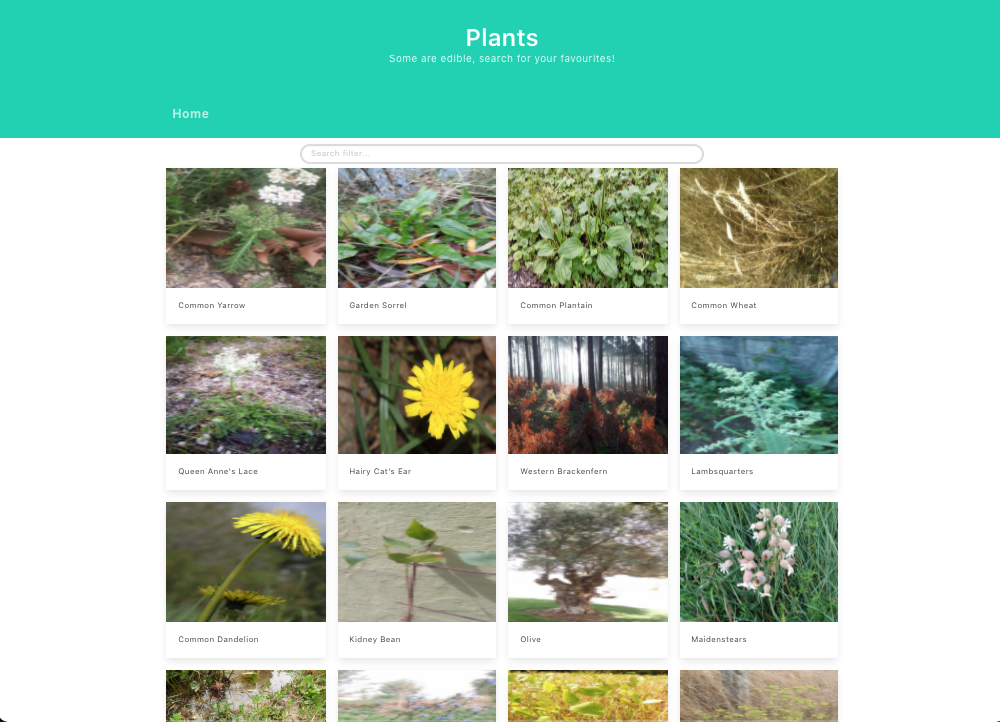 Plants
Some are edible, search for your favourites!
Home
Search filter...
Common Yarrow
Garden Sorrel
Common Plantain
Common Wheat
Queen Anne's Lace
Hairy Cat's Ear
Western Brackenfern
Lambsquarters
Common Dandelion
Kidney Bean
Olive
Maidenstears